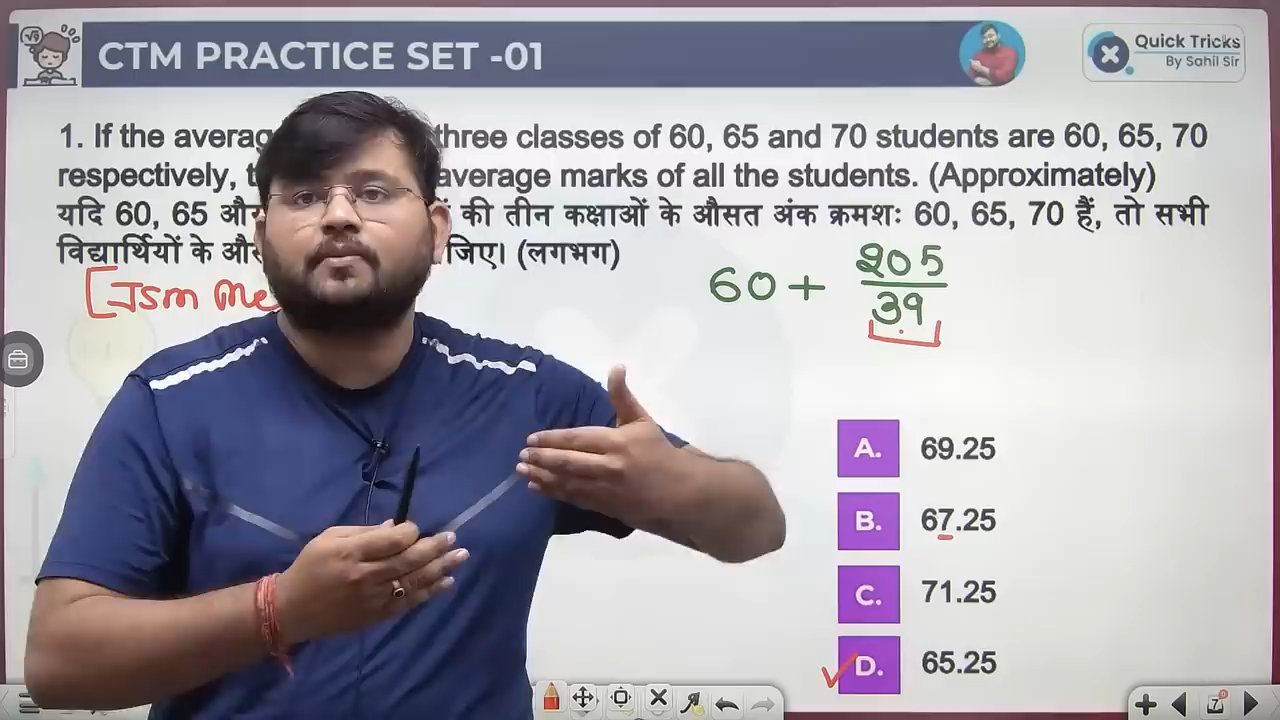 CTM PRACTICE SET -01
Quick Tricks
By Sahil Sir
1. If the three classes of 60, 65 and 70 students are 60, 65, 70
respectively, average marks of all the students. (Approximately)
यदि 60, 65 की तीन कक्षाओं के औसत अंक क्रमशः 60, 65, 70 हैं, तो सभी
विद्यार्थियों के (लगभग)
60 + 205
39
A. 69.25
B. 67.25
C. 71.25
D. 65.25
7